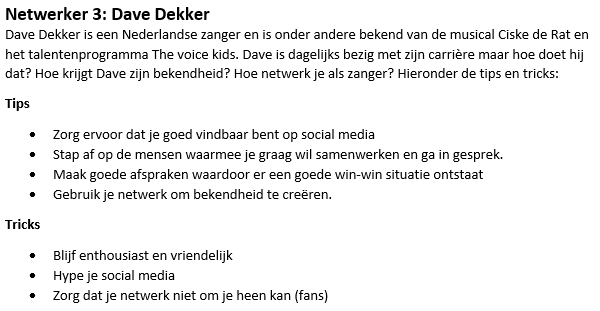 Netwerker 3: Dave Dekker
Dave Dekker is een Nederlandse zanger en is onder andere bekend van de musical Ciske de Rat en
het talentenprogramma The voice kids. Dave is dagelijks bezig met zijn carrière maar hoe doet hij
dat? Hoe krijgt Dave zijn bekendheid? Hoe netwerk je als zanger? Hieronder de tips en tricks:
Tips
• Zorg ervoor dat je goed vindbaar bent op social media
• Stap af op de mensen waarmee je graag wil samenwerken en ga in gesprek.
• Maak goede afspraken waardoor er een goede win-win situatie ontstaat
• Gebruik je netwerk om bekendheid te creëren.
Tricks
• Blijf enthousiast en vriendelijk
• Hype je social media
• Zorg dat je netwerk niet om je heen kan (fans)